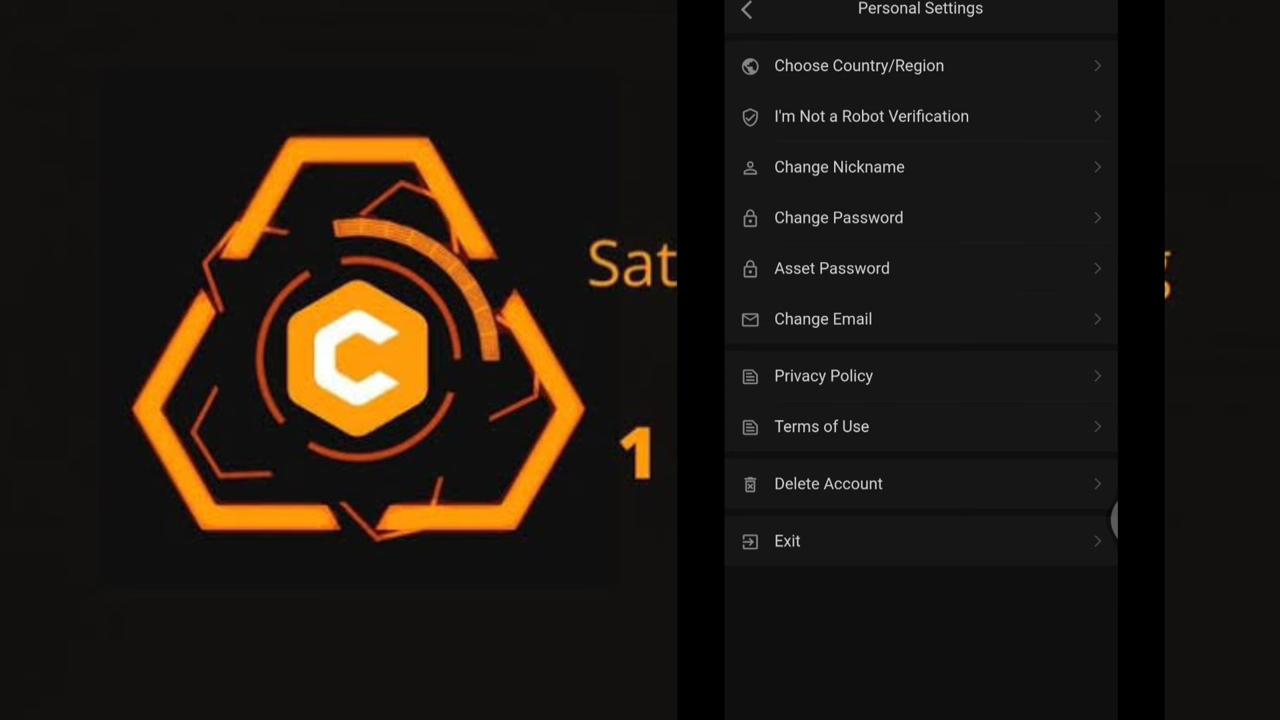 Personal Settings
Choose Country/Region
I'm Not a Robot Verification
Change Nickname
Change Password
Asset Password
Change Email
Privacy Policy
Terms of Use
Delete Account
Exit
Sat
1